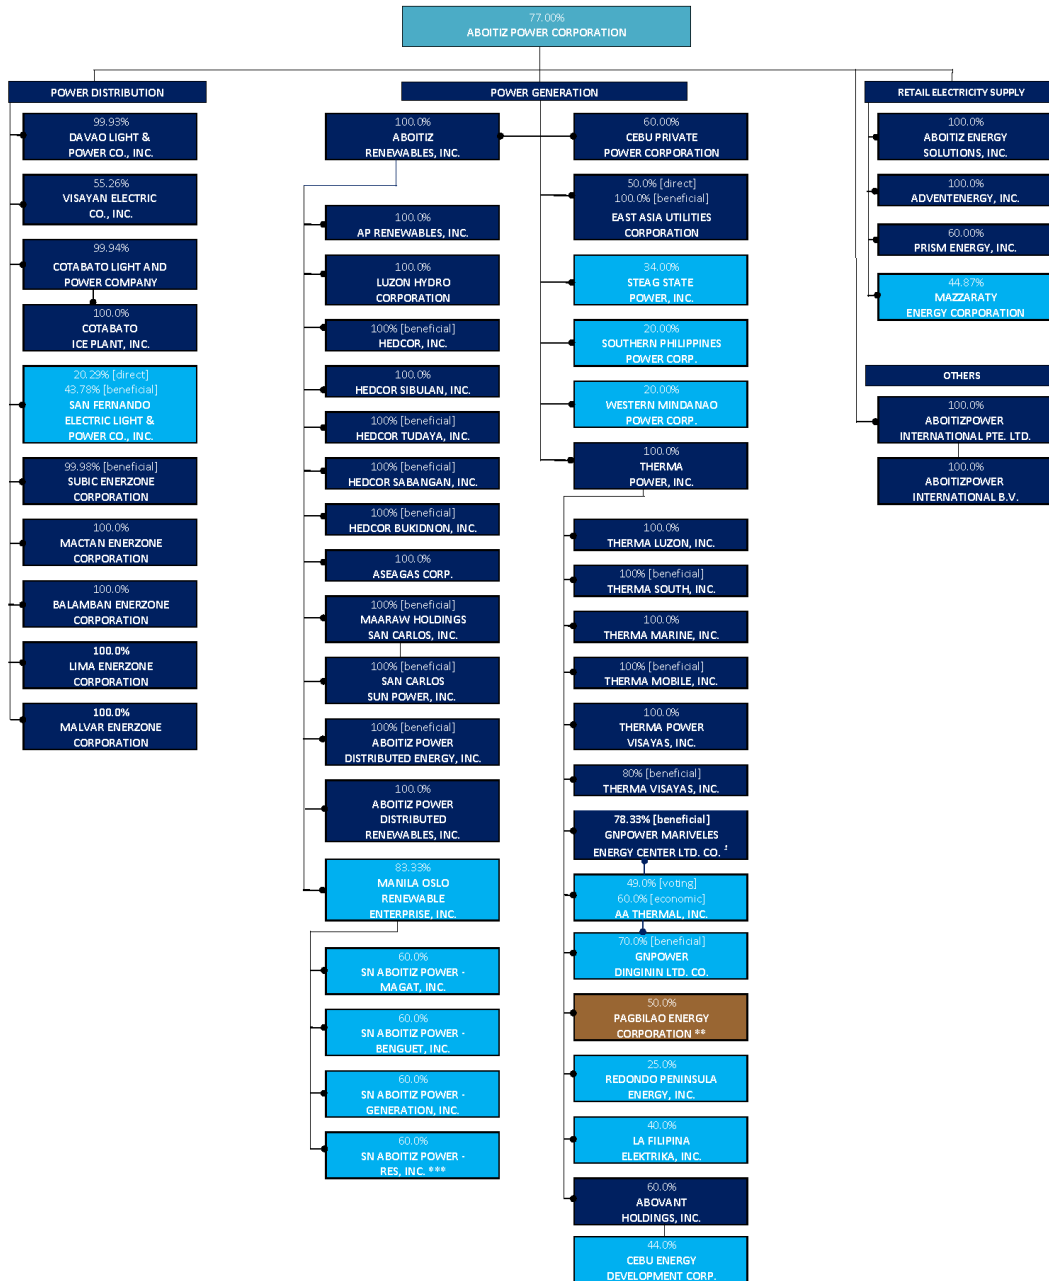 77.00%
ABOITIZ POWER CORPORATION
POWER DISTRIBUTION
99.93%
DAVAO LIGHT &
POWER CO., INC.
55.26%
VISAYAN ELECTRIC
CO., INC.
99.94%
COTABATO LIGHT AND
POWER COMPANY
100.0%
COTABATO
ICE PLANT, INC.
20.29% [direct]
43.78% [beneficial]
SAN FERNANDO
ELECTRIC LIGHT &
POWER CO., INC.
99.98% [beneficial]
SUBIC ENERZONE
CORPORATION
100.0%
MACTAN ENERZONE
CORPORATION
100.0%
BALAMBAN ENERZONE
CORPORATION
100.0%
LIMA ENERZONE
CORPORATION
100.0%
MALVAR ENERZONE
CORPORATION
POWER GENERATION
100.0%
ABOITIZ
RENEWABLES, INC.
100.0%
AP RENEWABLES, INC.
100.0%
LUZON HYDRO
CORPORATION
100% [beneficial]
HEDCOR, INC.
100.0%
HEDCOR SIBULAN, INC.
100% [beneficial]
HEDCOR TUDAYA, INC.
100% [beneficial]
HEDCOR SABANGAN, INC.
100% [beneficial]
HEDCOR BUKIDNON, INC.
100.0%
ASEAGAS CORP.
100% [beneficial]
MAARAW HOLDINGS
SAN CARLOS, INC.
100% [beneficial]
SAN CARLOS
SUN POWER, INC.
100% [beneficial]
ABOITIZ POWER
DISTRIBUTED ENERGY, INC.
100.0%
ABOITIZ POWER
DISTRIBUTED
RENEWABLES, INC.
83.33%
MANILA OSLO
RENEWABLE
ENTERPRISE, INC.
60.0%
SN ABOITIZ POWER -
MAGAT, INC.
60.0%
SN ABOITIZ POWER -
BENGUET, INC.
60.0%
SN ABOITIZ POWER -
GENERATION, INC.
60.0%
SN ABOITIZ POWER -
RES, INC. ***
60.00%
CEBU PRIVATE
POWER CORPORATION
50.0% [direct]
100.0% [beneficial]
EAST ASIA UTILITIES
CORPORATION
34.00%
STEAG STATE
POWER, INC.
20.00%
SOUTHERN PHILIPPINES
POWER CORP.
20.00%
WESTERN MINDANAO
POWER CORP.
100.0%
THERMA
POWER, INC.
100.0%
THERMA LUZON, INC.
100% [beneficial]
THERMA SOUTH, INC.
100.0%
THERMA MARINE, INC.
100% [beneficial]
THERMA MOBILE, INC.
100.0%
THERMA POWER
VISAYAS, INC.
80% [beneficial]
THERMA VISAYAS, INC.
78.33% [beneficial]
GNPOWER MARIVELES
ENERGY CENTER LTD. CO.
49.0% [voting]
60.0% [economic]
AA THERMAL, INC.
70.0% [beneficial]
GNPOWER
DINGININ LTD. CO.
50.0%
PAGBILAO ENERGY
CORPORATION **
25.0%
REDONDO PENINSULA
ENERGY, INC.
40.0%
LA FILIPINA
ELEKTRIKA, INC.
60.0%
ABOVANT
HOLDINGS, INC.
44.0%
CEBU ENERGY
DEVELOPMENT CORP.
RETAIL ELECTRICITY SUPPLY
100.0%
ABOITIZ ENERGY
SOLUTIONS, INC.
100.0%
ADVENTENERGY, INC.
60.00%
PRISM ENERGY, INC.
44.87%
MAZZARATY
ENERGY CORPORATION
OTHERS
100.0%
ABOITIZPOWER
INTERNATIONAL PTE. LTD.
100.0%
ABOITIZPOWER
INTERNATIONAL B.V.